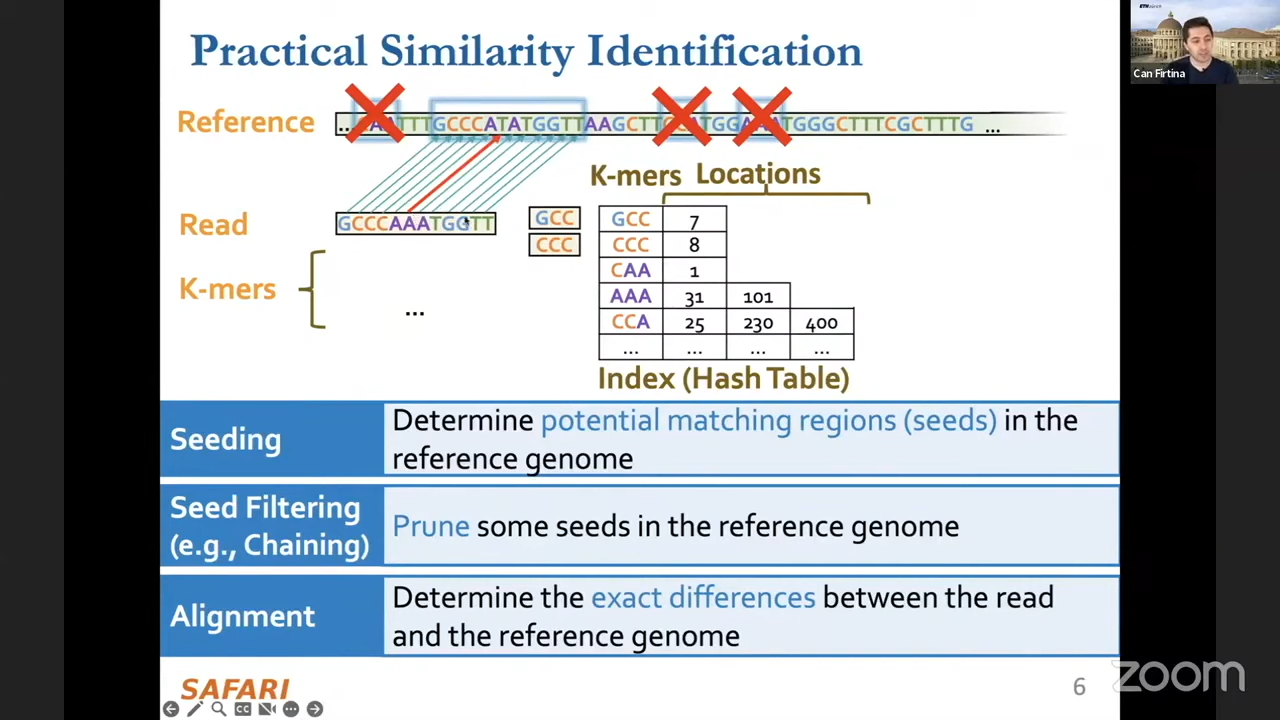 Practical Similarity Identification
Can Firtina
Reference
TTTGCCCATATGGTTAAGCTT
TGG
TGGGCTTTCGCTTTG ...
K-mers Locations
Read
GCCCAAATGGTT
GCC
CCC
GCC 7
CCC 8
CAA 1
AAA 31 101
CCA 25 230 400
... ... ... ...
K-mers
...
Index (Hash Table)
Seeding
Determine potential matching regions (seeds) in the
reference genome
Seed Filtering
(e.g., Chaining)
Prune some seeds in the reference genome
Alignment
Determine the exact differences between the read
and the reference genome
SAFARI
6
zoom
CC